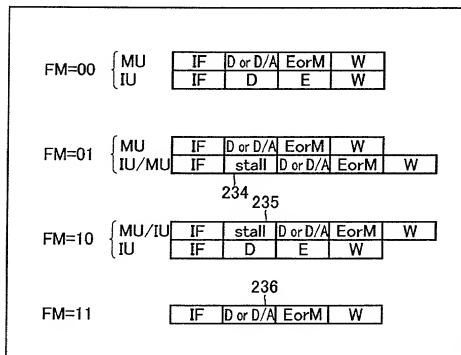 FM=00 MU IF D or D/A EorM W
IU IF D E W
FM=01 MU IF D or D/A EorM W
IU/MU IF stall D or D/A EorM W
234
235
FM=10 MU/IU IF stall D or D/A EorM W
IU IF D E W
236
FM=11 IF D or D/A EorM W